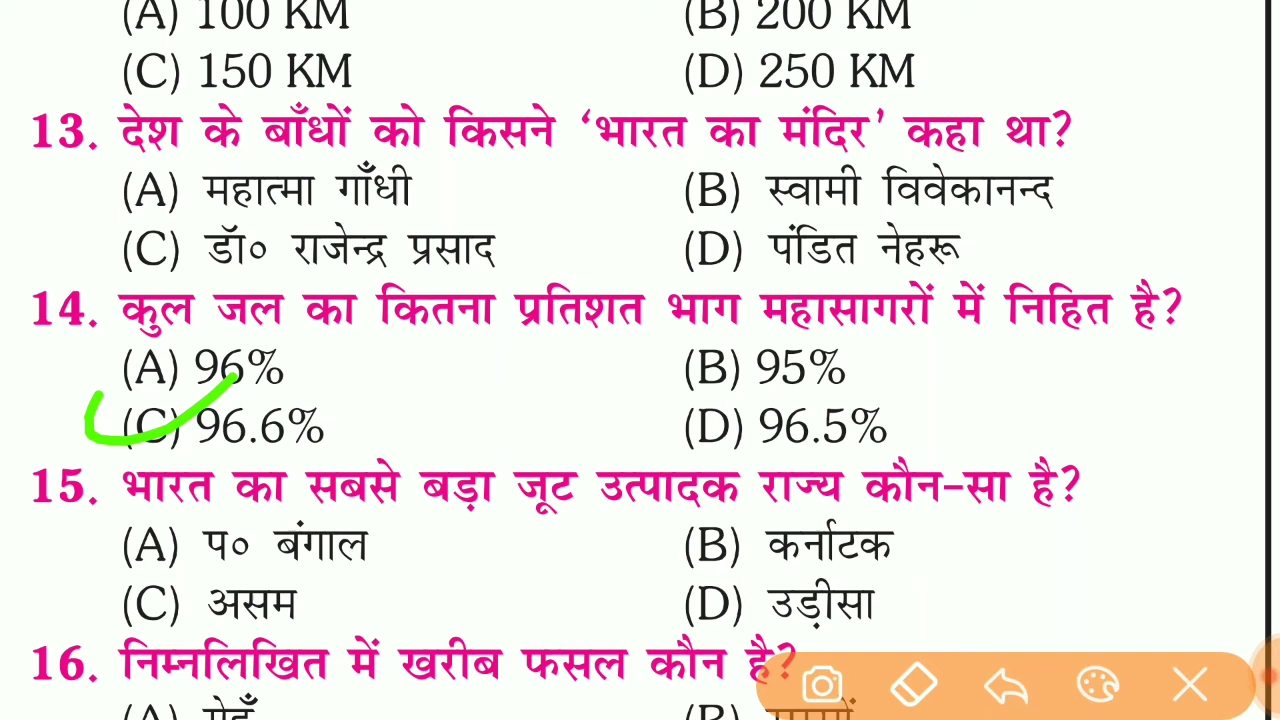 (A) 100 KM (B) 200 KM
(C) 150 KM (D) 250 KM
13. देश के बाँधों को किसने ‘भारत का मंदिर’ कहा था?
(A) महात्मा गाँधी (B) स्वामी विवेकानन्द
(C) डॉ० राजेन्द्र प्रसाद (D) पंडित नेहरू
14. कुल जल का कितना प्रतिशत भाग महासागरों में निहित है?
(A) 96% (B) 95%
(C) 96.6% (D) 96.5%
15. भारत का सबसे बड़ा जूट उत्पादक राज्य कौन-सा है?
(A) प० बंगाल (B) कर्नाटक
(C) असम (D) उड़ीसा
16. निम्नलिखित में खरीब फसल कौन है?
(A) गेहूँ (B)